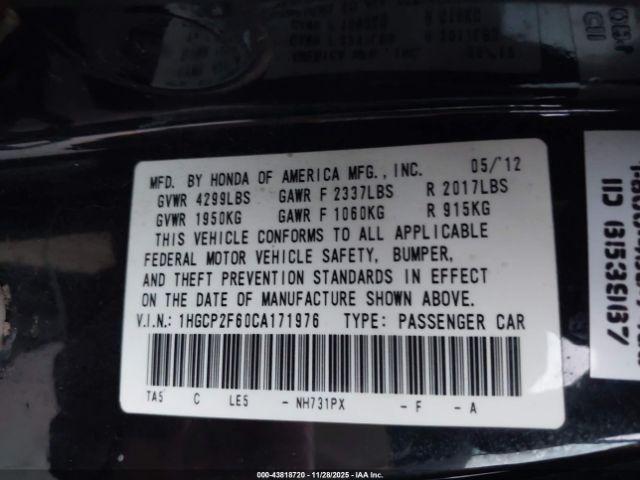 MFD. BY HONDA OF AMERICA MFG., INC. 05/'12
GVWR 4299LBS GAWR F 2337LBS R 2017LBS
GVWR 1950KG GAWR F 1060KG R 915KG
THIS VEHICLE CONFORMS TO ALL APPLICABLE
FEDERAL MOTOR VEHICLE SAFETY, BUMPER,
AND THEFT PREVENTION STANDARDS IN EFFECT
ON THE DATE OF MANUFACTURE SHOWN ABOVE.
V.I.N.: 1HGCP2F60CA171976 TYPE: PASSENGER CAR
TA5 C LE5 - NH731PX - F - A
000-43818720 11/28/2025 IAA Inc.